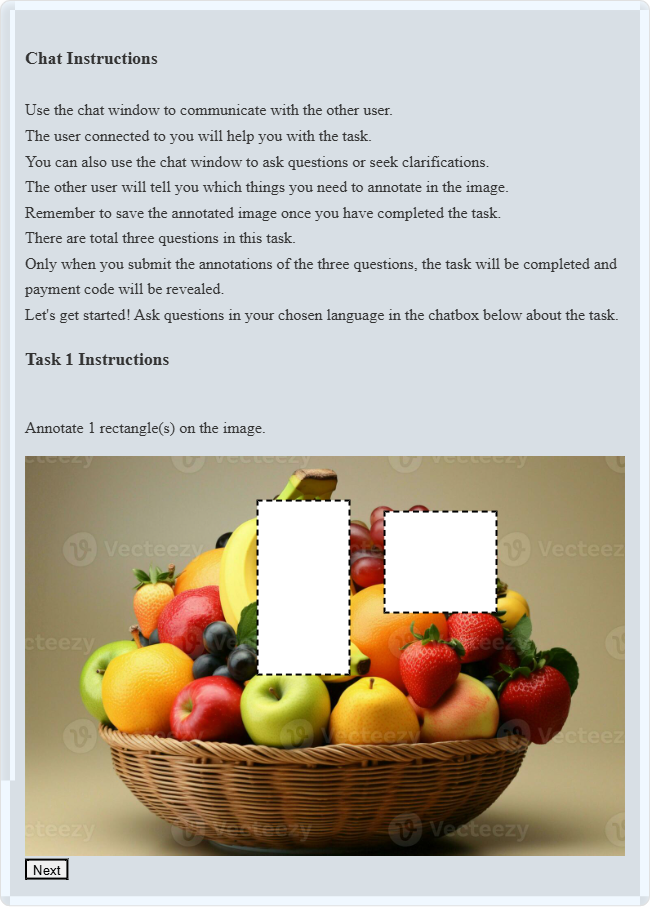 Chat Instructions
Use the chat window to communicate with the other user.
The user connected to you will help you with the task.
You can also use the chat window to ask questions or seek clarifications.
The other user will tell you which things you need to annotate in the image.
Remember to save the annotated image once you have completed the task.
There are total three questions in this task.
Only when you submit the annotations of the three questions, the task will be completed and
payment code will be revealed.
Let's get started! Ask questions in your chosen language in the chatbox below about the task.
Task 1 Instructions
Annotate 1 rectangle(s) on the image.
Vecteezy Vecteezy
Vecteezy Vecteezy
Vecteezy Vecteezy
Vecteezy Vecteezy
Next